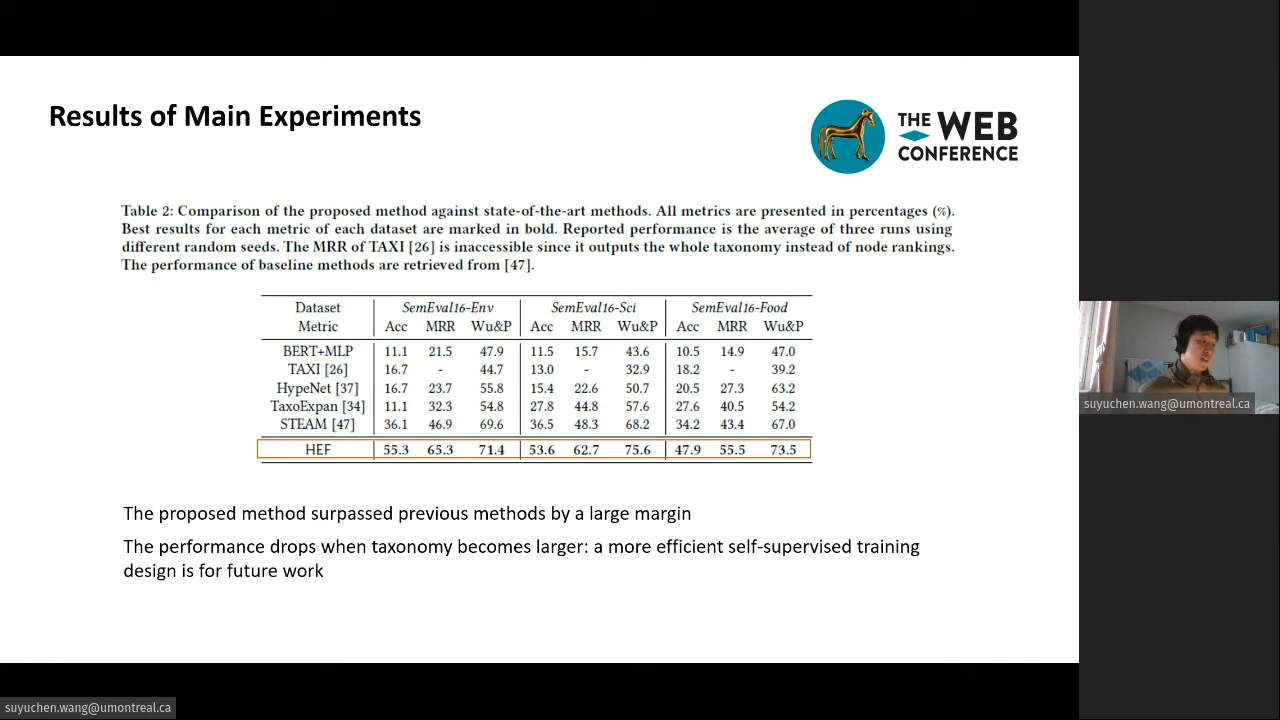 Results of Main Experiments
THE WEB
CONFERENCE
Table 2: Comparison of the proposed method against state-of-the-art methods. All metrics are presented in percentages (%).
Best results for each metric of each dataset are marked in bold. Reported performance is the average of three runs using
different random seeds. The MRR of TAXI [26] is inaccessible since it outputs the whole taxonomy instead of node rankings.
The performance of baseline methods are retrieved from [47].
Dataset SemEval16-Env SemEval16-Sci SemEval16-Food
Metric Acc MRR Wu&P Acc MRR Wu&P Acc MRR Wu&P
BERT+MLP 11.1 21.5 47.9 11.5 15.7 43.6 10.5 14.9 47.0
TAXI [26] 16.7 - 44.7 13.0 - 32.9 18.2 - 39.2
HypeNet [37] 16.7 23.7 55.8 15.4 22.6 50.7 20.5 27.3 63.2
TaxoExpan [34] 11.1 32.3 54.8 27.8 44.8 57.6 27.6 40.5 54.2
STEAM [47] 36.1 46.9 69.6 36.5 48.3 68.2 34.2 43.4 67.0
HEF 55.3 65.3 71.4 53.6 62.7 75.6 47.9 55.5 73.5
The proposed method surpassed previous methods by a large margin
The performance drops when taxonomy becomes larger: a more efficient self-supervised training
design is for future work
suyuchen.wang@umontreal.ca
suyuchen.wang@umontreal.ca